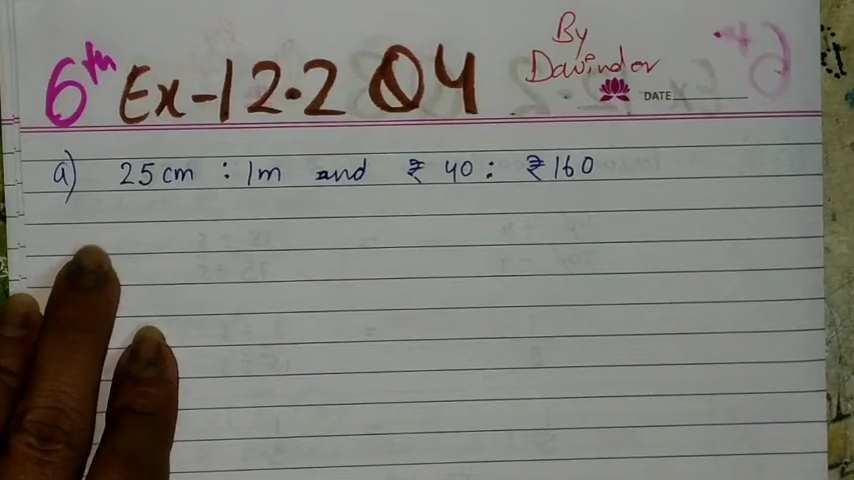 6th Ex-12.2 Q4 By Davinder
DATE
a) 25 cm : 1m and ₹ 40 : ₹ 160